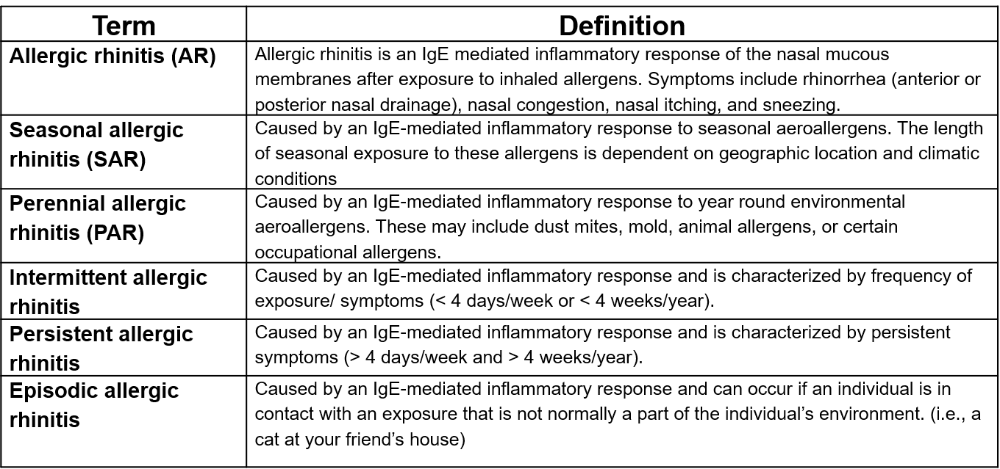 Term
Definition
Allergic rhinitis (AR)
Allergic rhinitis is an IgE mediated inflammatory response of the nasal mucous
membranes after exposure to inhaled allergens. Symptoms include rhinorrhea (anterior or
posterior nasal drainage), nasal congestion, nasal itching, and sneezing.
Seasonal allergic
rhinitis (SAR)
Caused by an IgE-mediated inflammatory response to seasonal aeroallergens. The length
of seasonal exposure to these allergens is dependent on geographic location and climatic
conditions
Perennial allergic
rhinitis (PAR)
Caused by an IgE-mediated inflammatory response to year round environmental
aeroallergens. These may include dust mites, mold, animal allergens, or certain
occupational allergens.
Intermittent allergic
rhinitis
Caused by an IgE-mediated inflammatory response and is characterized by frequency of
exposure/ symptoms (< 4 days/week or < 4 weeks/year).
Persistent allergic
rhinitis
Caused by an IgE-mediated inflammatory response and is characterized by persistent
symptoms (> 4 days/week and > 4 weeks/year).
Episodic allergic
rhinitis
Caused by an IgE-mediated inflammatory response and can occur if an individual is in
contact with an exposure that is not normally a part of the individual’s environment. (i.e., a
cat at your friend’s house)